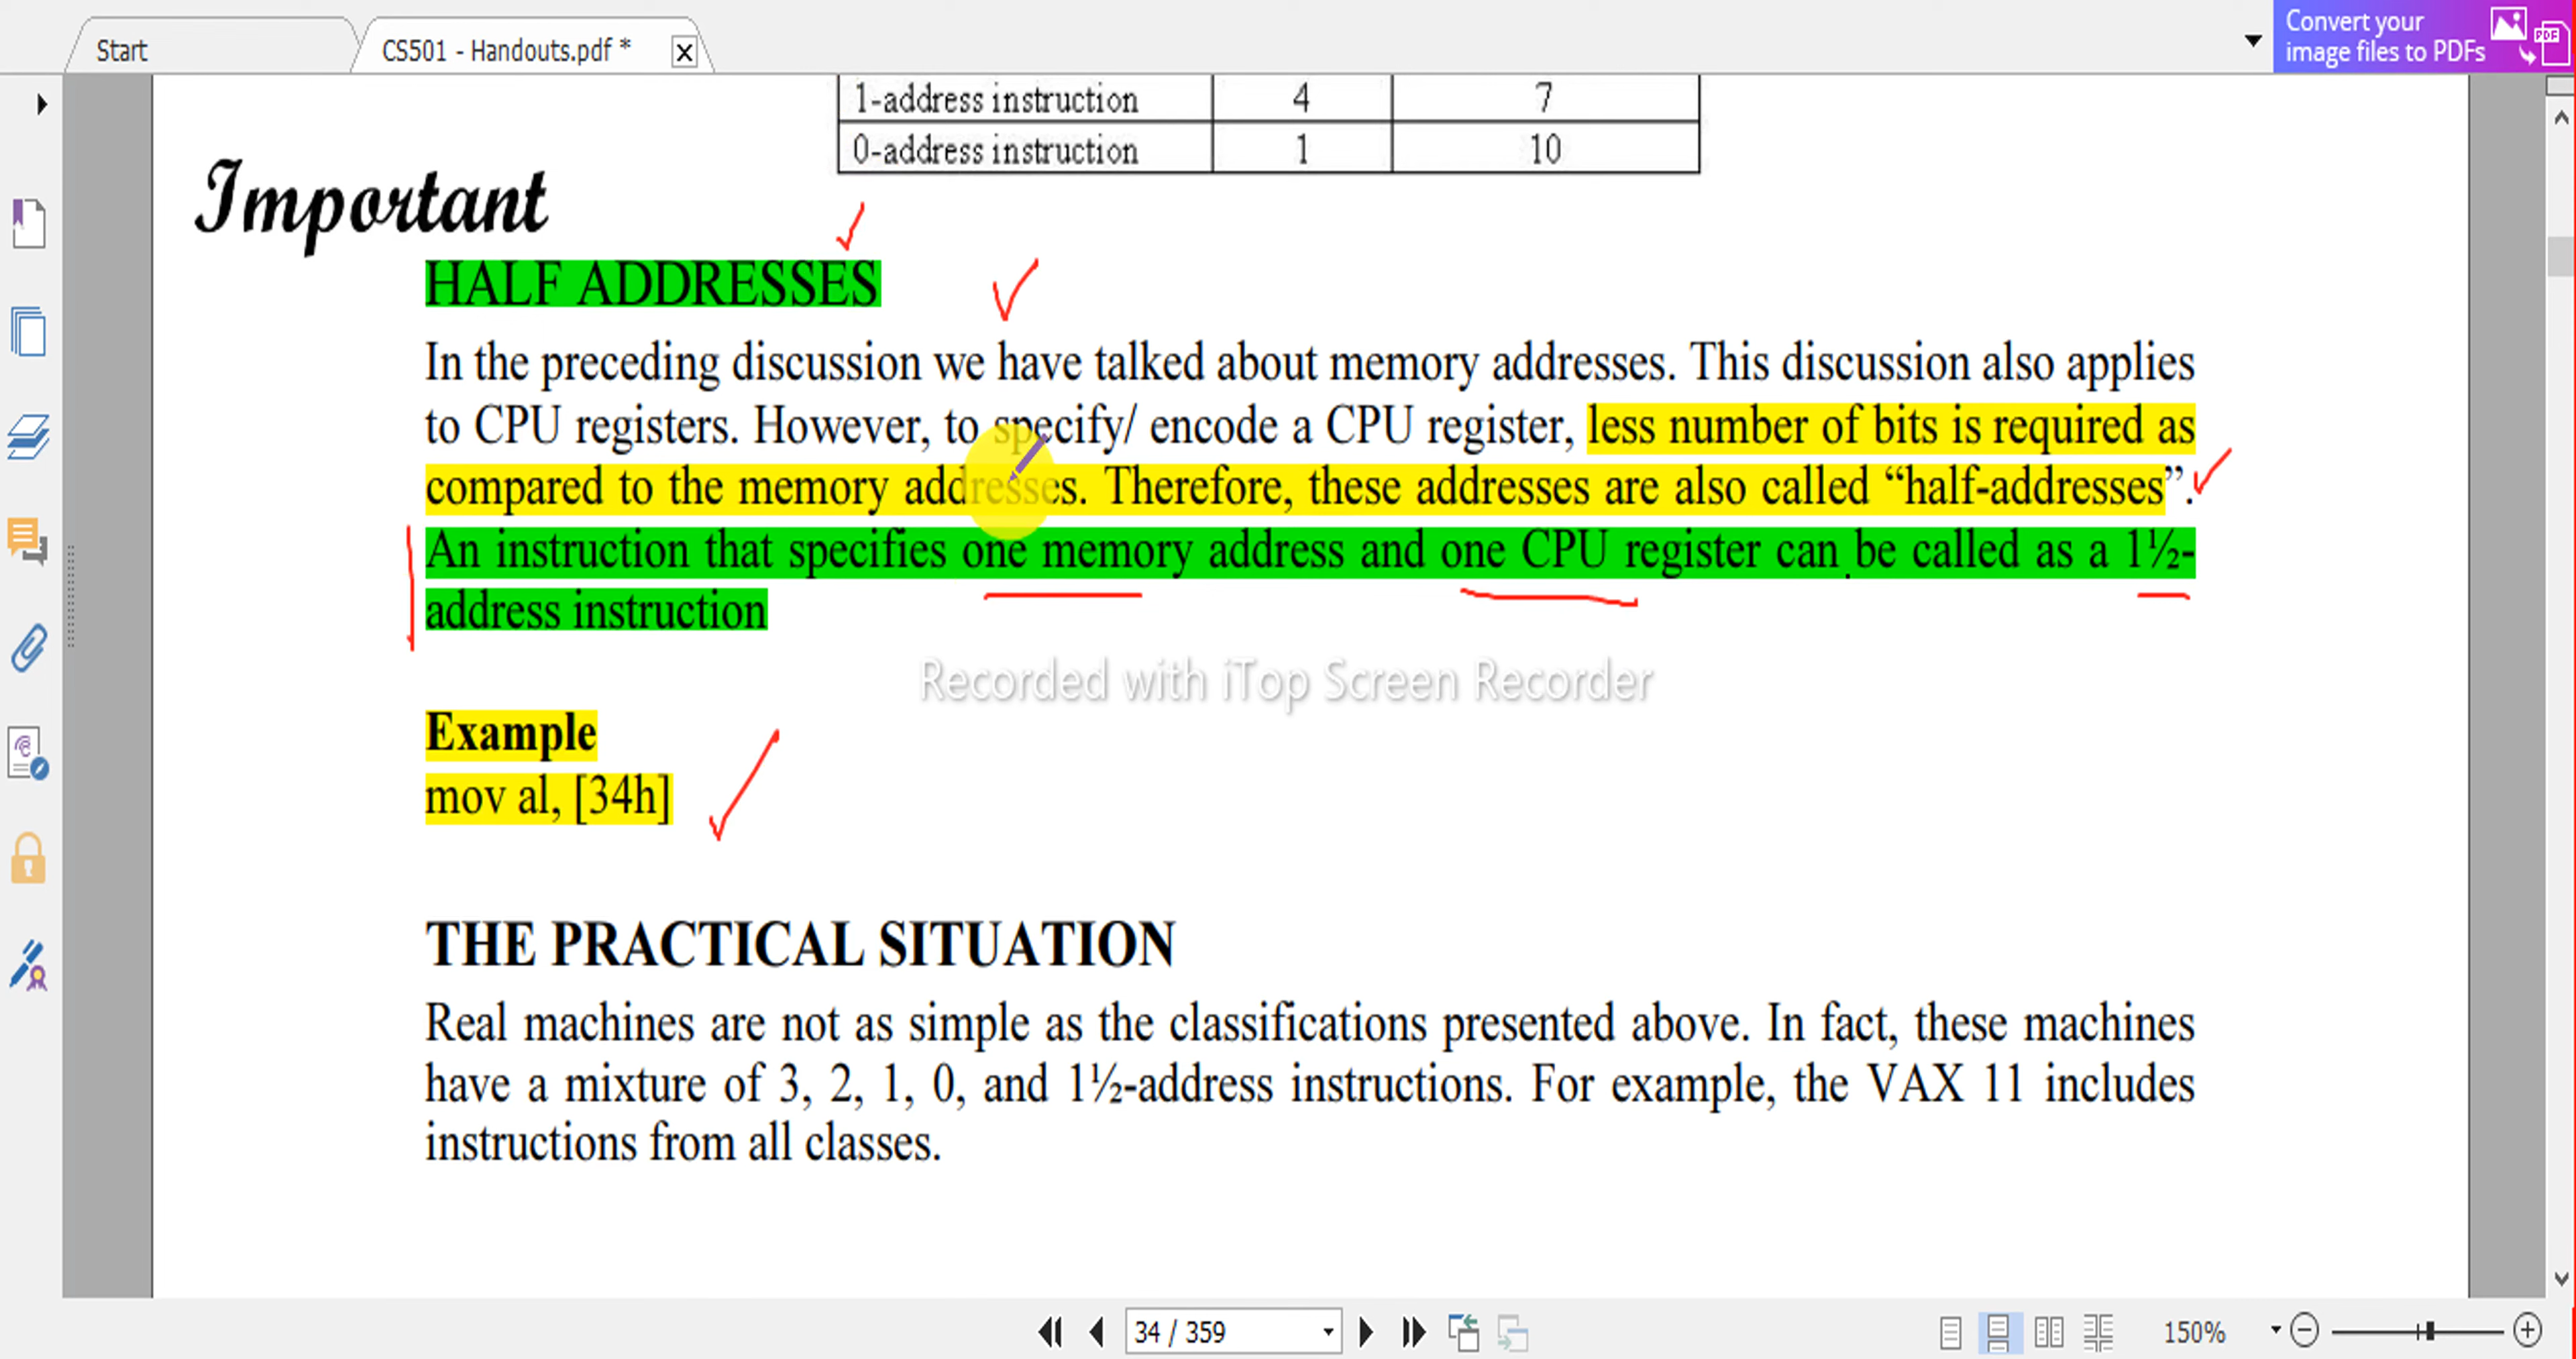 Start
CS501 - Handouts.pdf *
Convert your
image files to PDFs
PDF
1-address instruction 4 7
0-address instruction 1 10
Important
HALF ADDRESSES
In the preceding discussion we have talked about memory addresses. This discussion also applies
to CPU registers. However, to specify/ encode a CPU register, less number of bits is required as
compared to the memory addresses. Therefore, these addresses are also called “half-addresses”.
An instruction that specifies one memory address and one CPU register can be called as a 1½-
address instruction
Recorded with iTop Screen Recorder
Example
mov al, [34h]
THE PRACTICAL SITUATION
Real machines are not as simple as the classifications presented above. In fact, these machines
have a mixture of 3, 2, 1, 0, and 1½-address instructions. For example, the VAX 11 includes
instructions from all classes.
34 / 359
150%